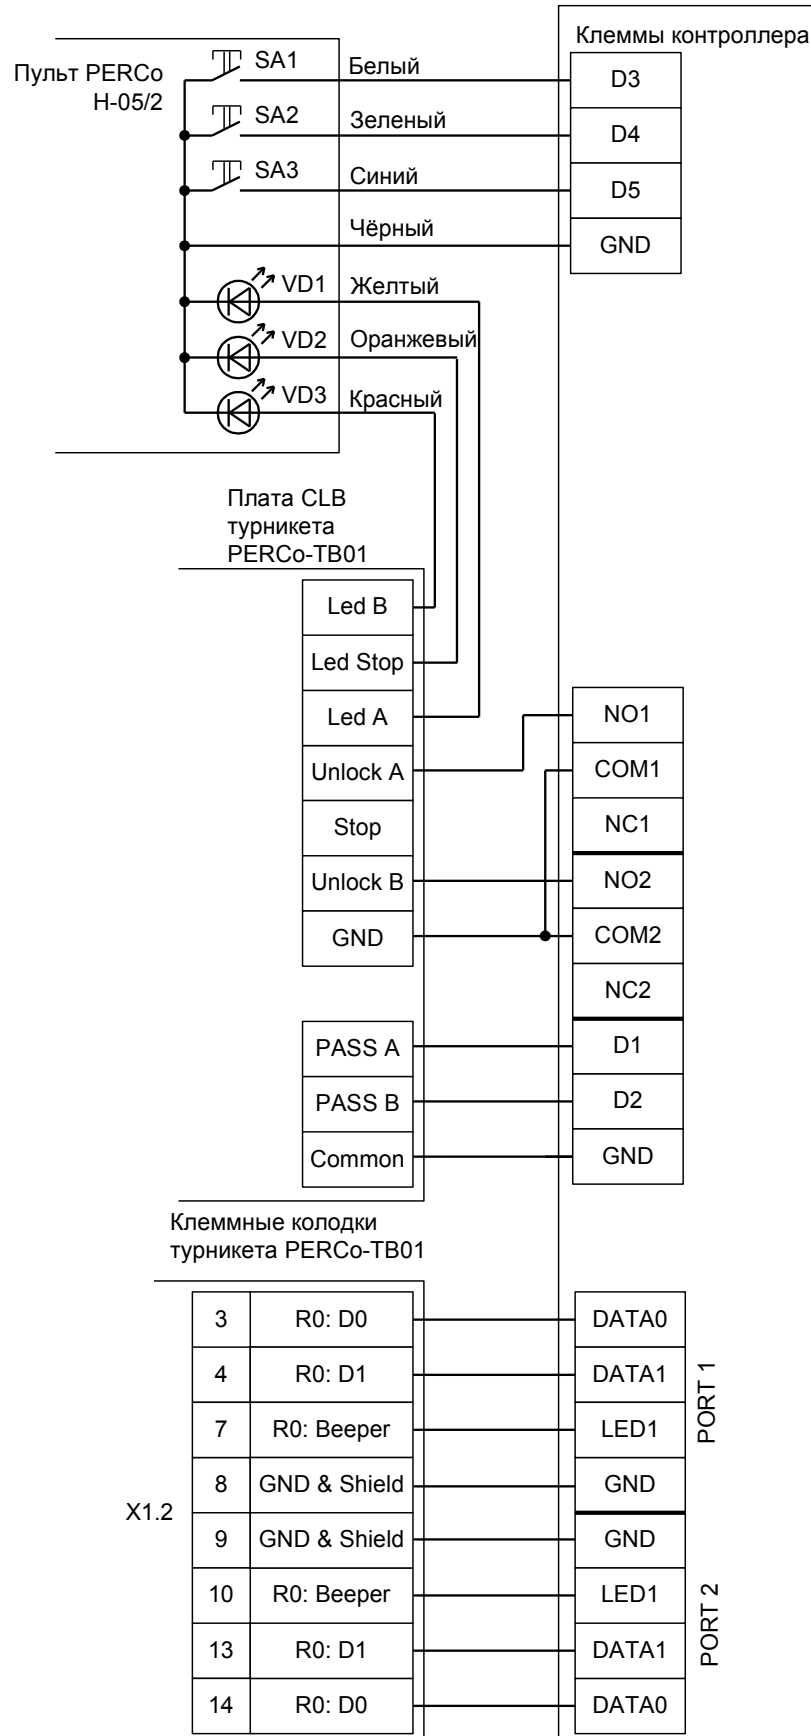 Клеммы контроллера
Пульт PERCo
Н-05/2
SA1
Белый
D3
SA2
Зеленый
D4
SA3
Синий
D5
Чёрный
GND
VD1
Желтый
VD2
Оранжевый
VD3
Красный
Плата CLB
турникета
PERCo-TB01
Led B
Led Stop
Led A
NO1
Unlock A
COM1
Stop
NC1
Unlock B
NO2
GND
COM2
NC2
PASS A
D1
PASS B
D2
Common
GND
Клеммные колодки
турникета PERCo-TB01
X1.2
3 R0: D0
DATA0
4 R0: D1
DATA1
7 R0: Beeper
LED1
8 GND & Shield
GND
PORT 1
9 GND & Shield
GND
10 R0: Beeper
LED1
13 R0: D1
DATA1
14 R0: D0
DATA0
PORT 2